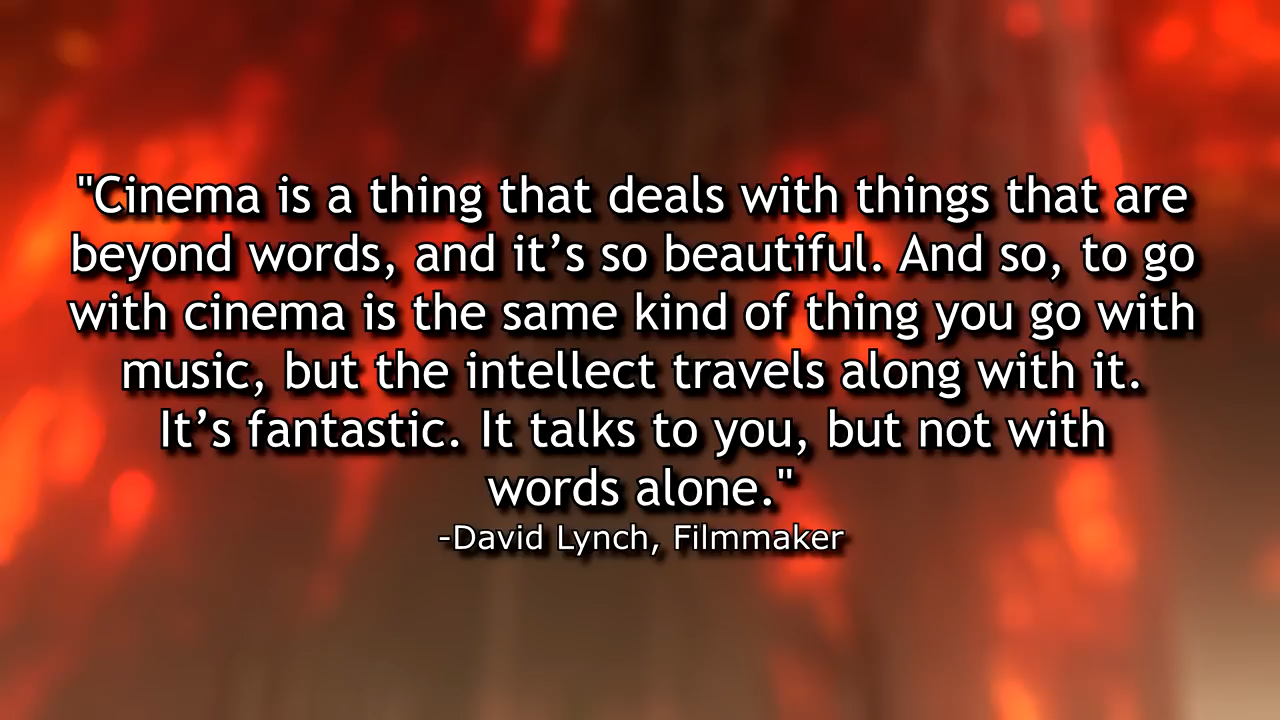 "Cinema is a thing that deals with things that are
beyond words, and it’s so beautiful. And so, to go
with cinema is the same kind of thing you go with
music, but the intellect travels along with it.
It’s fantastic. It talks to you, but not with
words alone."
-David Lynch, Filmmaker